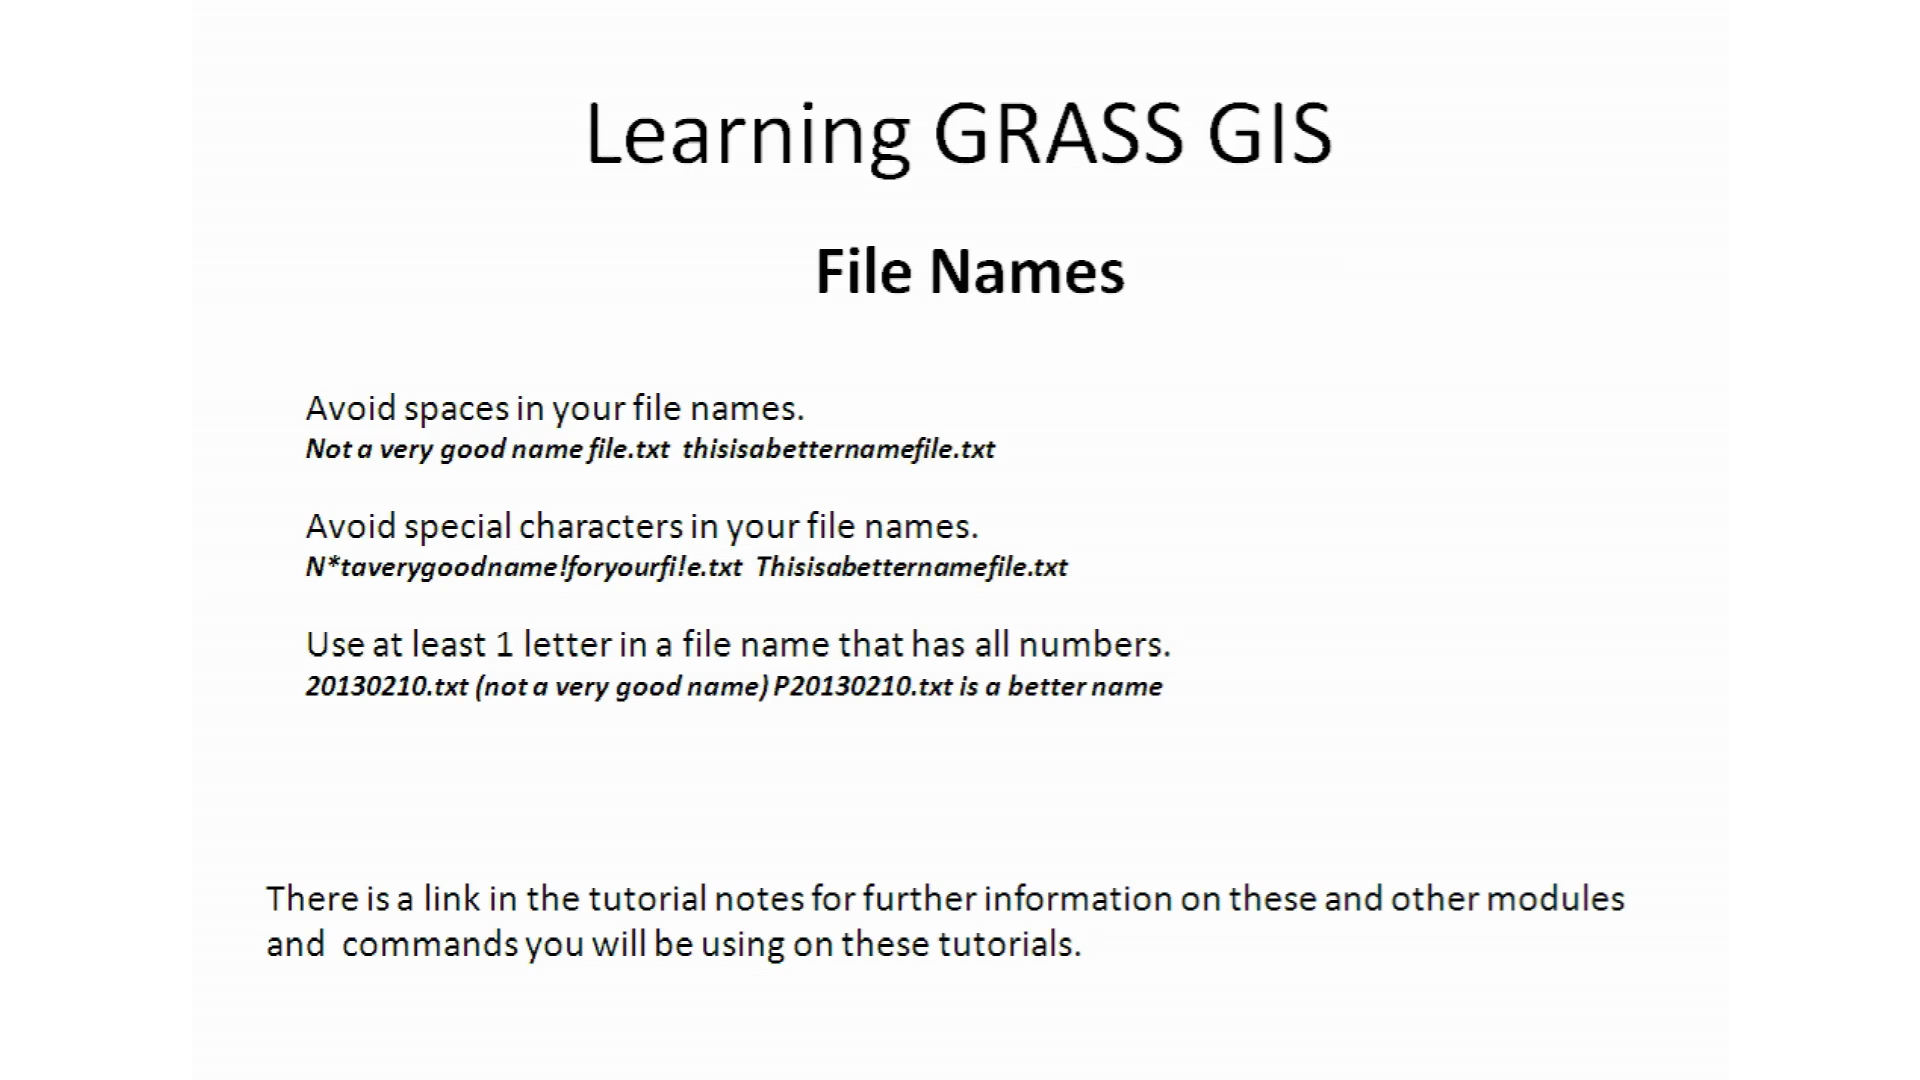 Learning GRASS GIS
File Names
Avoid spaces in your file names.
Not a very good name file.txt thisisabetternamefile.txt
Avoid special characters in your file names.
N*taverygoodname!foryourfi!e.txt Thisisabetternamefile.txt
Use at least 1 letter in a file name that has all numbers.
20130210.txt (not a very good name) P20130210.txt is a better name
There is a link in the tutorial notes for further information on these and other modules
and commands you will be using on these tutorials.